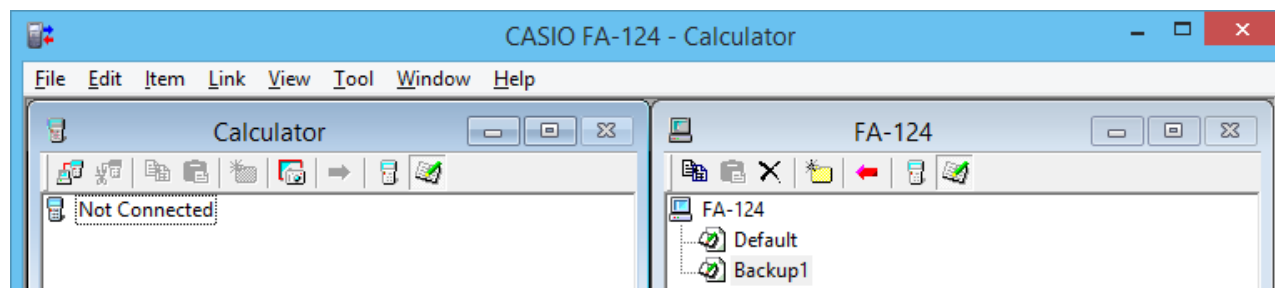 CASIO FA-124 - Calculator
File Edit Item Link View Tool Window Help
Calculator
FA-124
Not Connected
FA-124
Default
Backup1